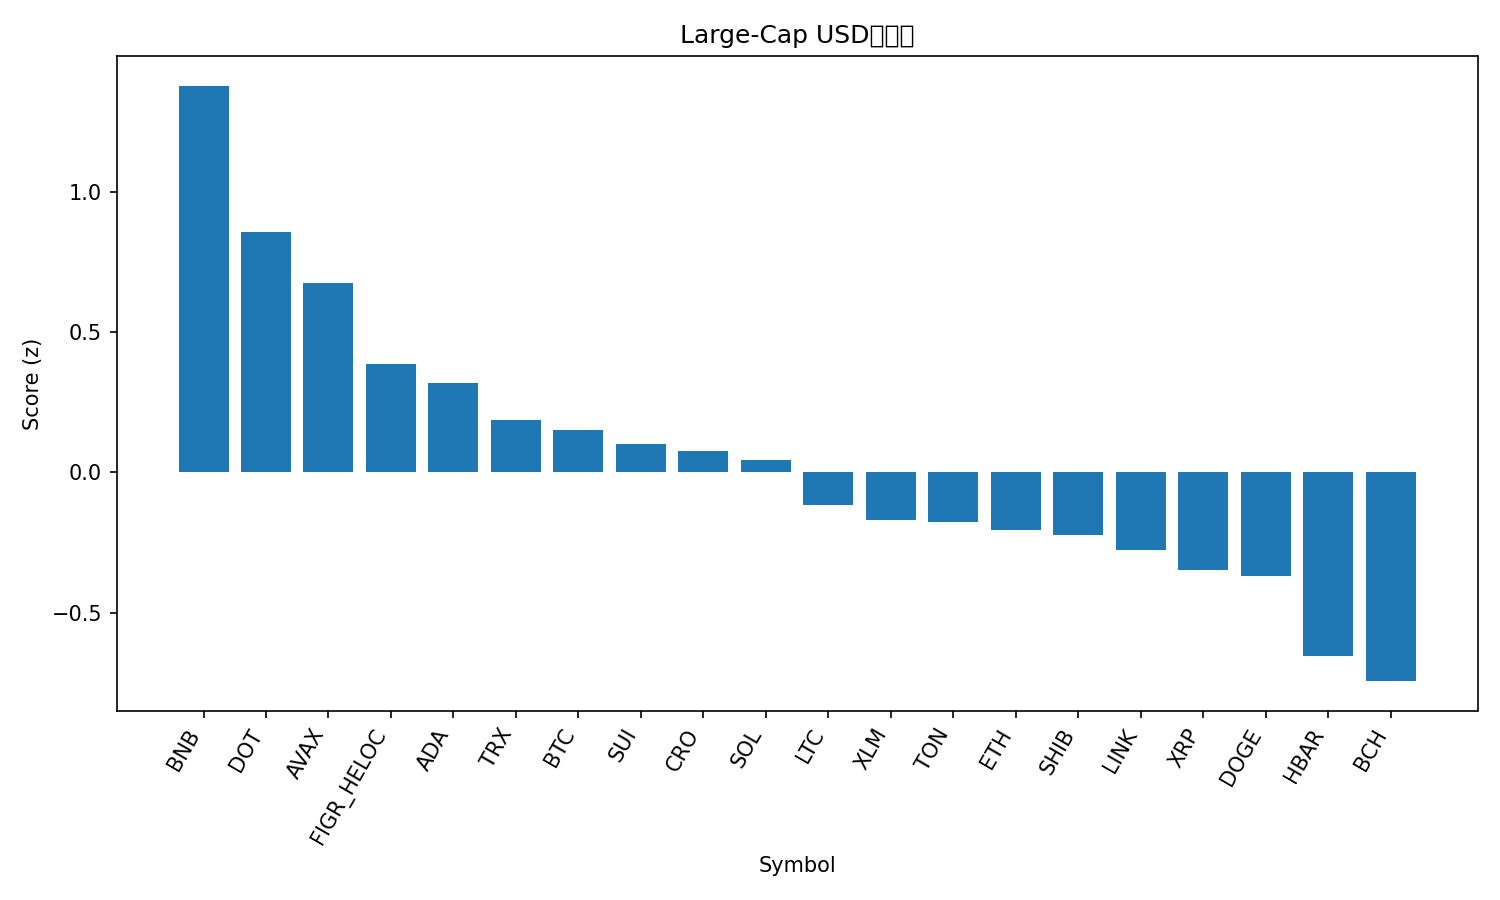 Large-Cap USD
Score (z)
1.0
0.5
0.0
−0.5
BNB
DOT
AVAX
FIGR_HELOC
ADA
TRX
BTC
SUI
CRO
SOL
LTC
XLM
TON
ETH
SHIB
LINK
XRP
DOGE
HBAR
BCH
Symbol